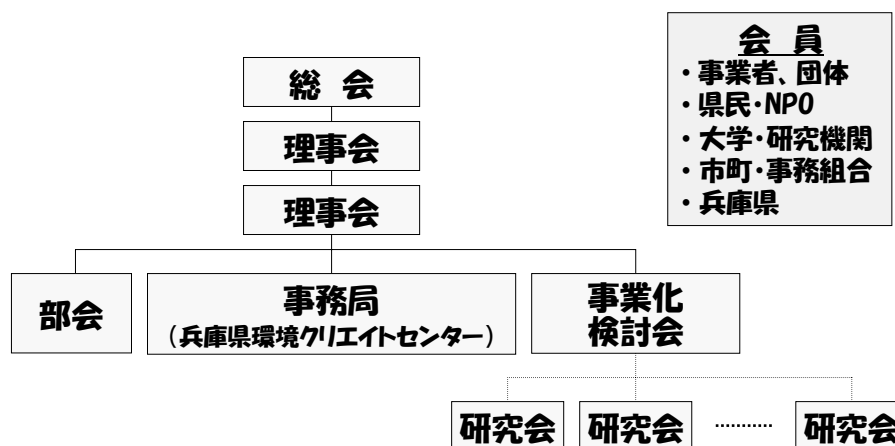 総　会
理事会
理事会
部会
事務局
（兵庫県環境クリエイトセンター）
事業化
検討会
研究会
研究会
…………
研究会
会　員
・事業者、団体
・県民・NPO
・大学・研究機関
・市町・事務組合
・兵庫県